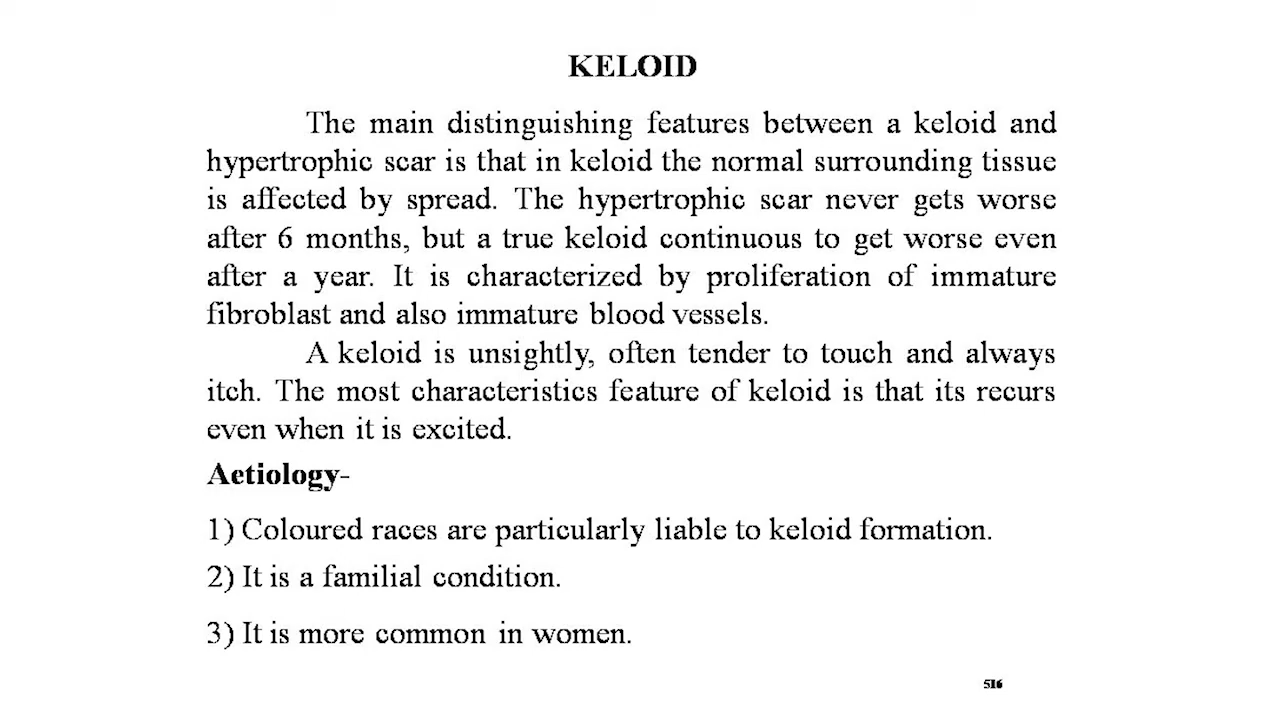 KELOID
The main distinguishing features between a keloid and
hypertrophic scar is that in keloid the normal surrounding tissue
is affected by spread. The hypertrophic scar never gets worse
after 6 months, but a true keloid continuous to get worse even
after a year. It is characterized by proliferation of immature
fibroblast and also immature blood vessels.
A keloid is unsightly, often tender to touch and always
itch. The most characteristics feature of keloid is that its recurs
even when it is excited.
Aetiology-
1) Coloured races are particularly liable to keloid formation.
2) It is a familial condition.
3) It is more common in women.
516